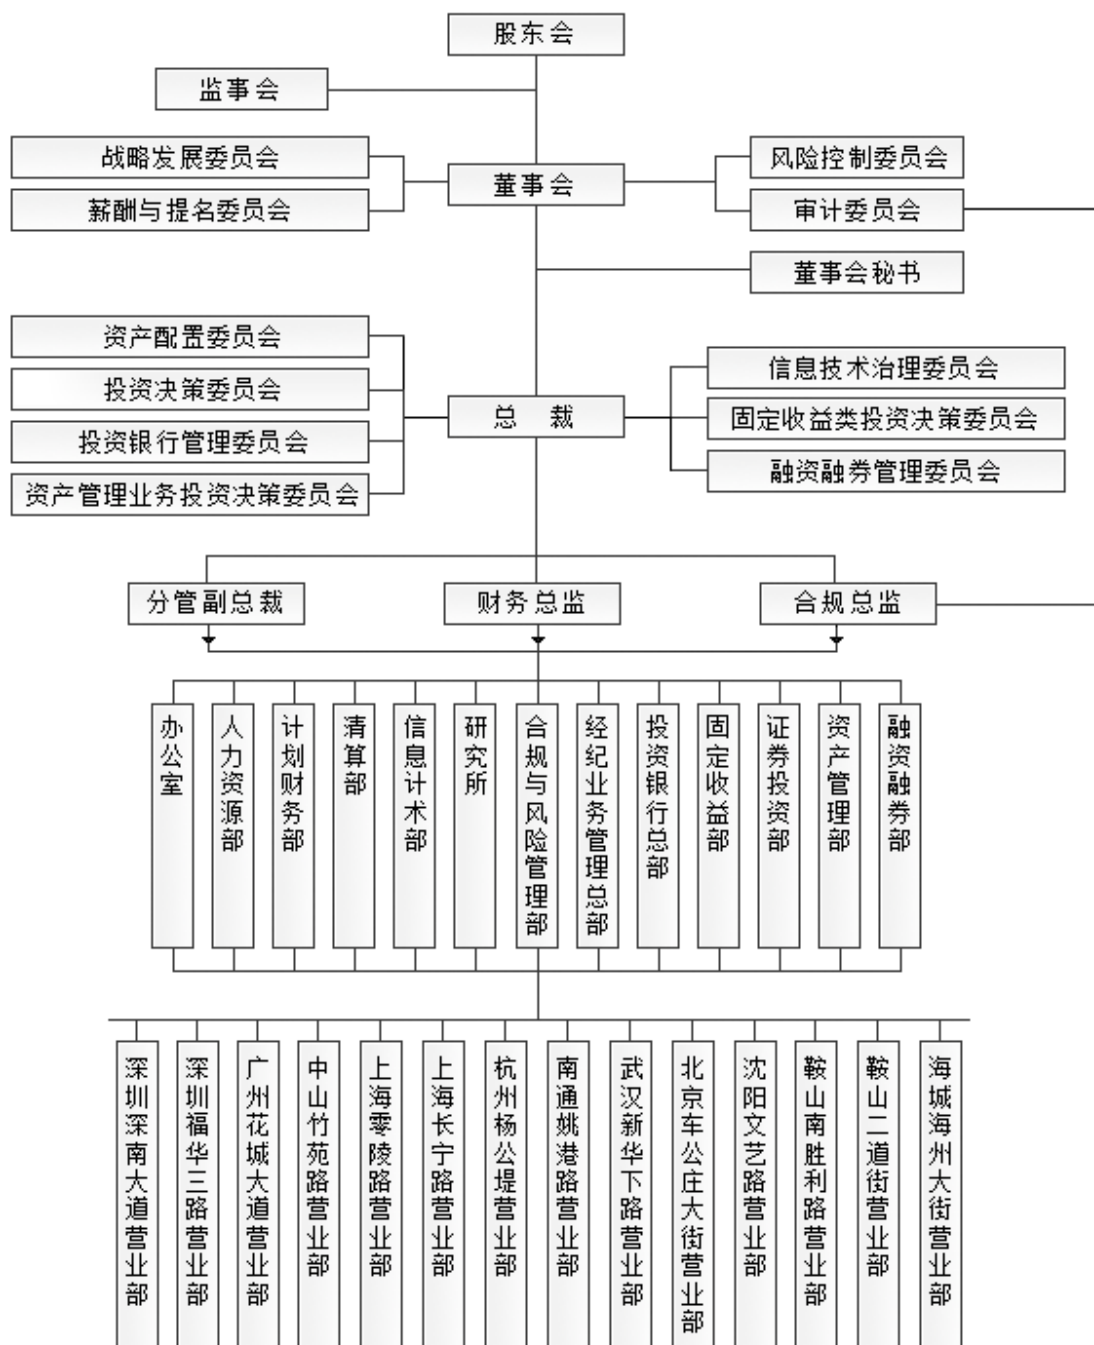 股东会
监事会
战略发展委员会
董事会
风险控制委员会
薪酬与提名委员会
审计委员会
董事会秘书
资产配置委员会
信息技术治理委员会
投资决策委员会
总 裁
固定收益类投资决策委员会
投资银行管理委员会
融资融券管理委员会
资产管理业务投资决策委员会
分管副总裁
财务总监
合规总监
办公室
人力资源部
计划财务部
清算部
信息计术部
研究所
合规与风险管理部
经纪业务管理总部
投资银行总部
固定收益部
证券投资部
资产管理部
融资融券部
深圳深南大道营业部
深圳福华三路营业部
广州花城大道营业部
中山竹苑路营业部
上海零陵路营业部
上海长宁路营业部
杭州杨公堤营业部
南通姚港路营业部
武汉新华下路营业部
北京车公庄大街营业部
沈阳文艺路营业部
鞍山南胜利路营业部
鞍山二道街营业部
海城海州大街营业部